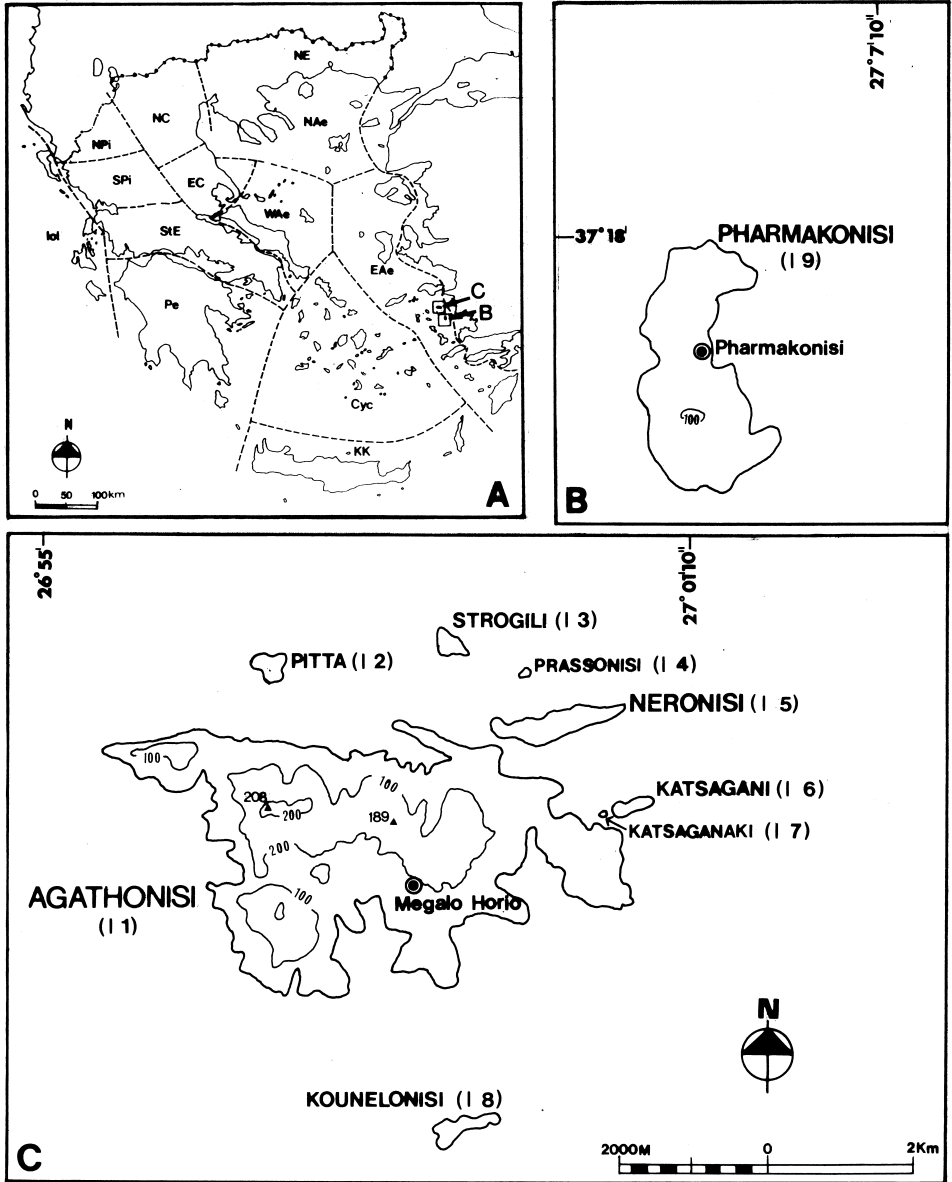 NE
NC
NAe
NPi
SPi
EC
Iol
StE
WAe
EAe
Pe
C
B
Cyc
KK
N
0 50 100km
A
27°7'10"
37°18'
PHARMAKONISI
(I 9)
Pharmakonisi
100
B
26°55'
27°01'10"
STROGILI (I 3)
PITTA (I 2)
PRASSONISI (I 4)
NERONISI (I 5)
100
100
208
200
189
KATSAGANI (I 6)
KATSAGANAKI (I 7)
200
AGATHONISI
(I 1)
100
Megalo Horio
N
KOUNELONISI (I 8)
C
2000M 0 2Km